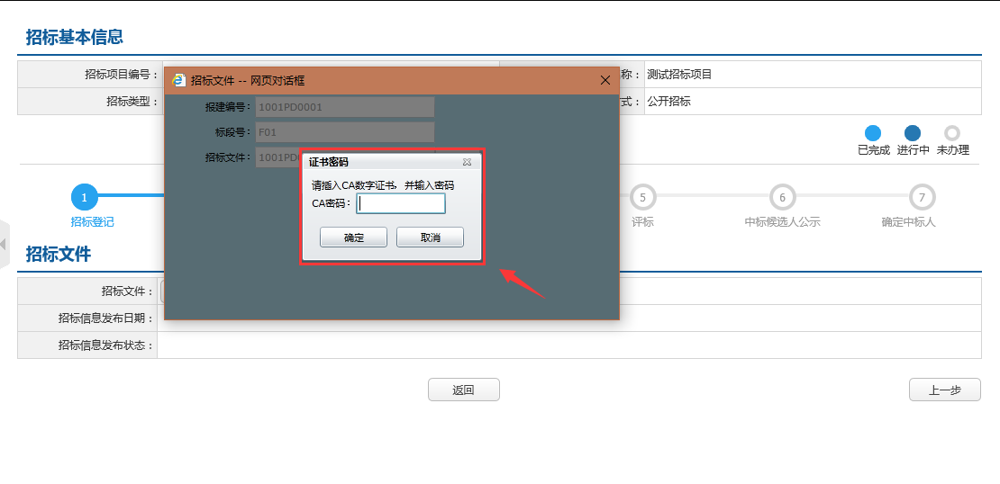 招标基本信息
招标项目编号：
称：
测试招标项目
招标类型：
式：
公开招标
招标文件 -- 网页对话框
报建编号：
1001PD0001
标段号：
F01
招标文件：
1001PD
证书密码
请插入CA数字证书，并输入密码
CA密码：
确定
取消
已完成
进行中
未办理
1
招标登记
5
评标
6
中标候选人公示
7
确定中标人
招标文件
招标文件：
招标信息发布日期：
招标信息发布状态：
返回
上一步